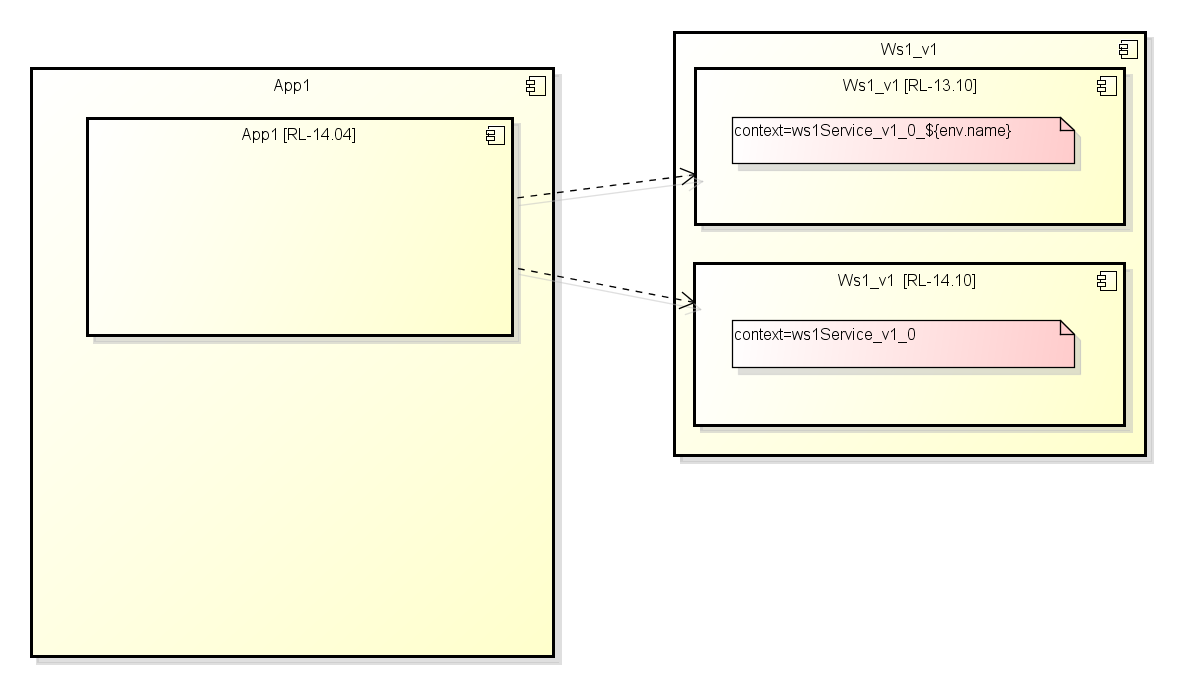 App1
App1 [RL-14.04]
Ws1_v1
Ws1_v1 [RL-13.10]
context=ws1Service_v1_0_${env.name}
Ws1_v1  [RL-14.10]
context=ws1Service_v1_0